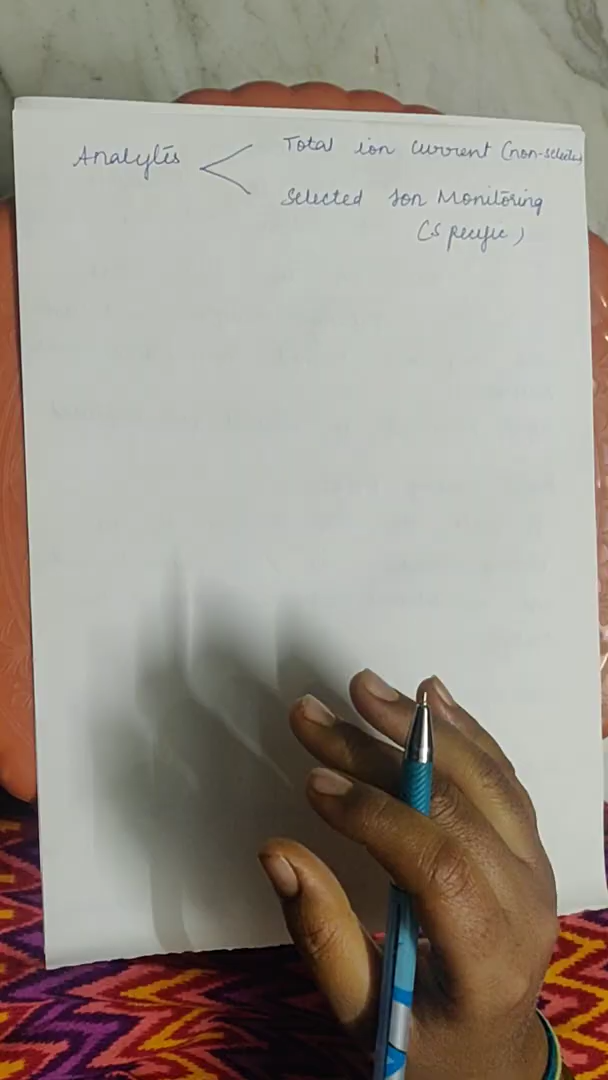 Analytes
Total ion current (non-selective)
Selected Ion Monitoring
(Specific)